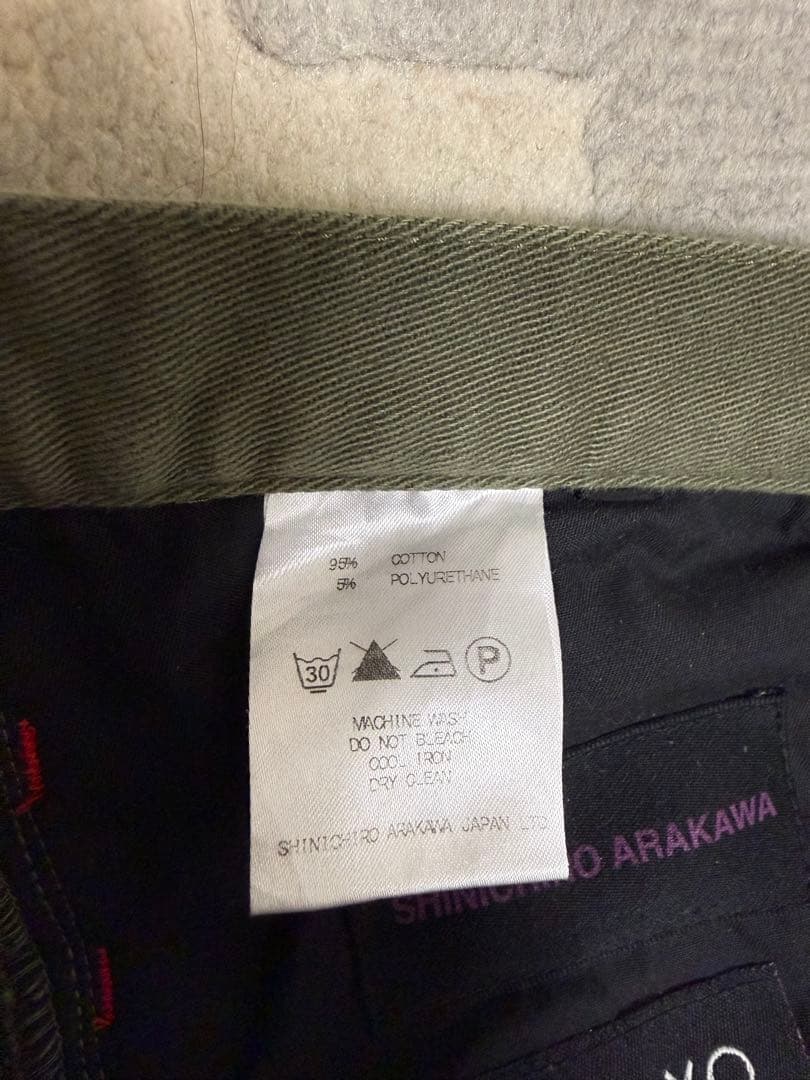 95% COTTON
5% POLYURETHANE
30 P
MACHINE WASH
DO NOT BLEACH
COOL IRON
DRY CLEAN
SHINICHIRO ARAKAWA JAPAN LTD
SHINICHIRO ARAKAWA